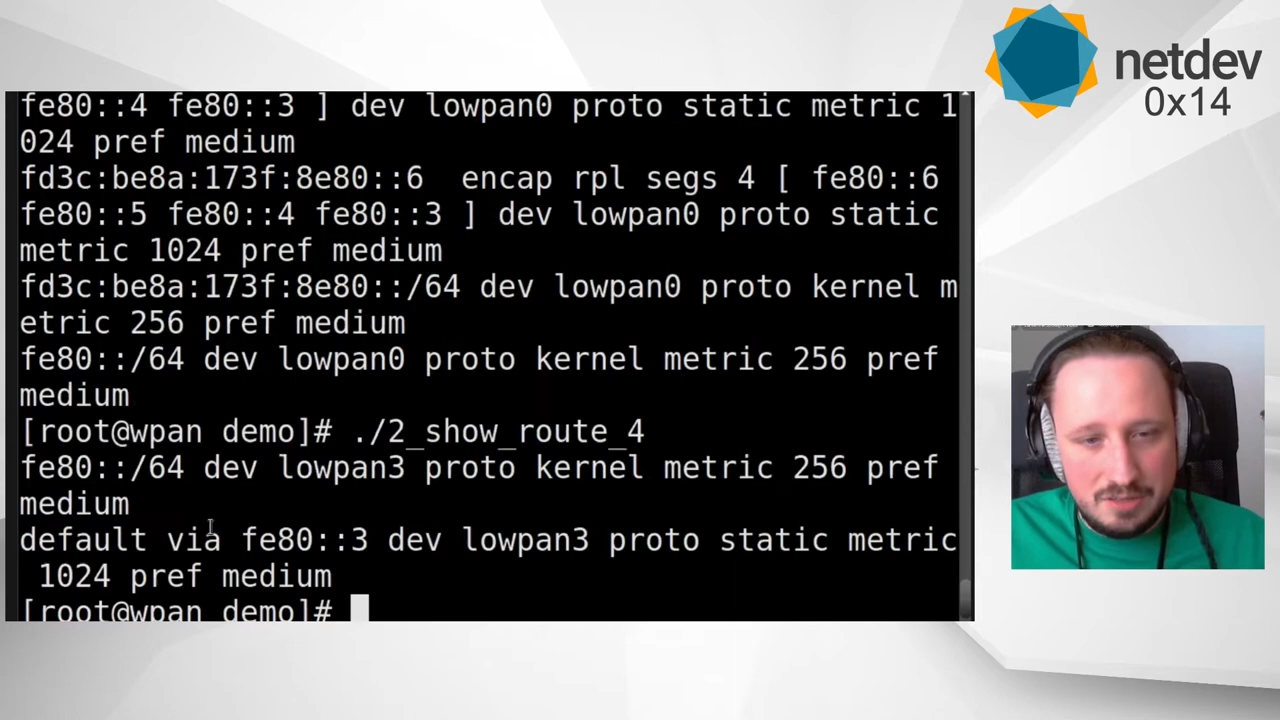 netdev
0x14
fe80::4 fe80::3 ] dev lowpan0 proto static metric 1
024 pref medium
fd3c:be8a:173f:8e80::6  encap rpl segs 4 [ fe80::6
fe80::5 fe80::4 fe80::3 ] dev lowpan0 proto static
metric 1024 pref medium
fd3c:be8a:173f:8e80::/64 dev lowpan0 proto kernel m
etric 256 pref medium
fe80::/64 dev lowpan0 proto kernel metric 256 pref
medium
[root@wpan demo]# ./2_show_route_4
fe80::/64 dev lowpan3 proto kernel metric 256 pref
medium
default via fe80::3 dev lowpan3 proto static metric
 1024 pref medium
[root@wpan demo]#